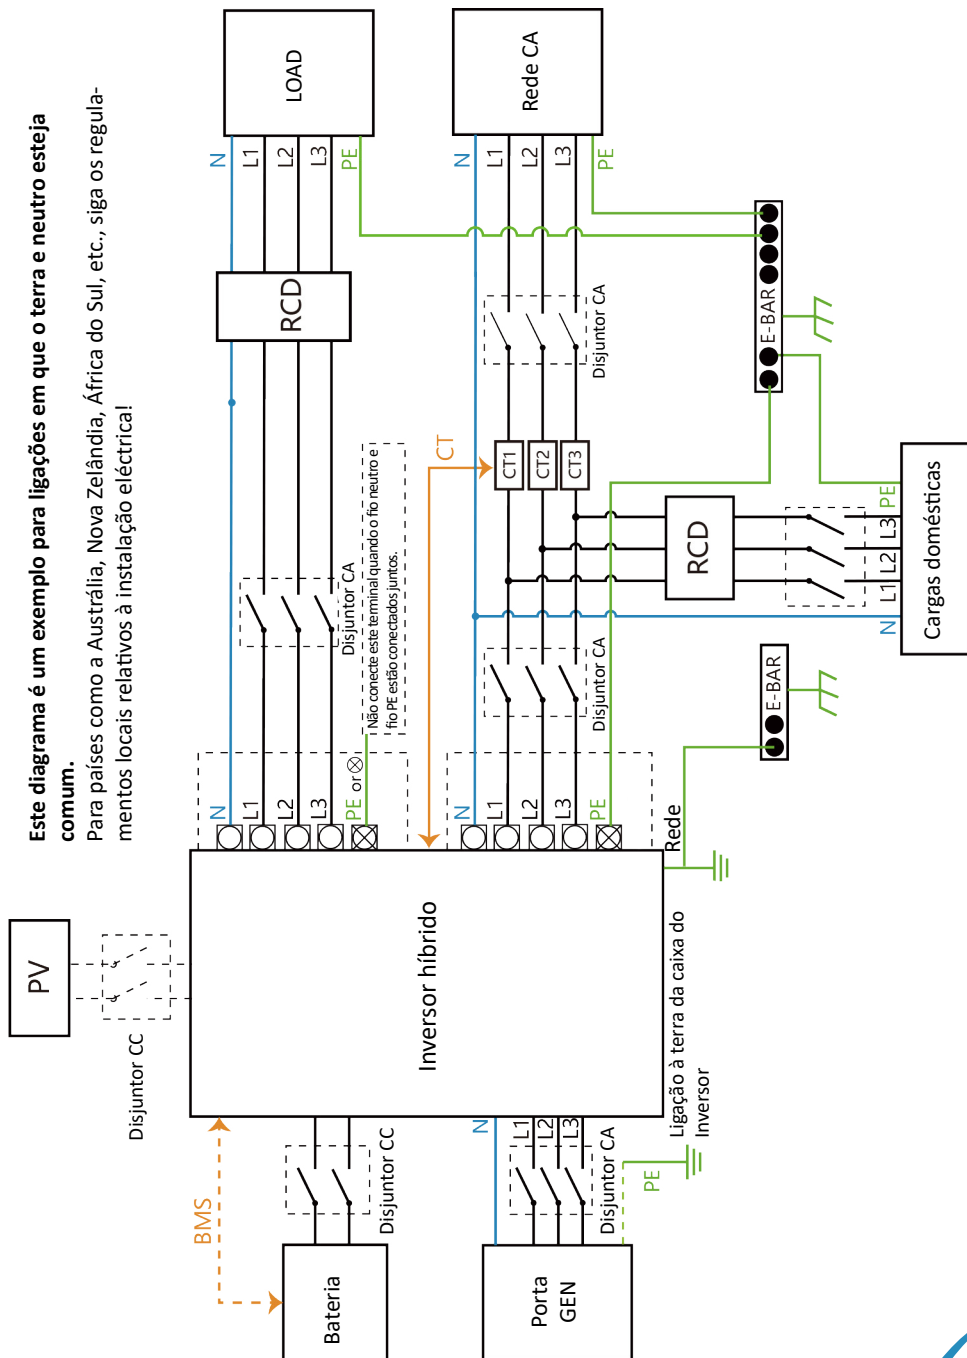 Este diagrama é um exemplo para ligações em que o terra e neutro esteja
comum.
Para países como a Austrália, Nova Zelândia, África do Sul, etc., siga os regula-
mentos locais relativos à instalação eléctrica!
PV
Disjuntor CC
BMS
Bateria
Disjuntor CC
Inversor híbrido
N
L1
L2
L3
PE or
Não conecte este terminal quando o fio neutro e
fio PE estão conectados juntos.
Disjuntor CA
RCD
N
L1
L2
L3
PE
LOAD
CT
N
L1
L2
L3
PE
Rede
Disjuntor CA
CT1
CT2
CT3
Disjuntor CA
N
L1
L2
L3
PE
Rede CA
RCD
N
L1
L2
L3
PE
Cargas domésticas
E-BAR
E-BAR
Porta
GEN
N
L1
L2
L3
Disjuntor CA
PE
Ligação à terra da caixa do
Inversor